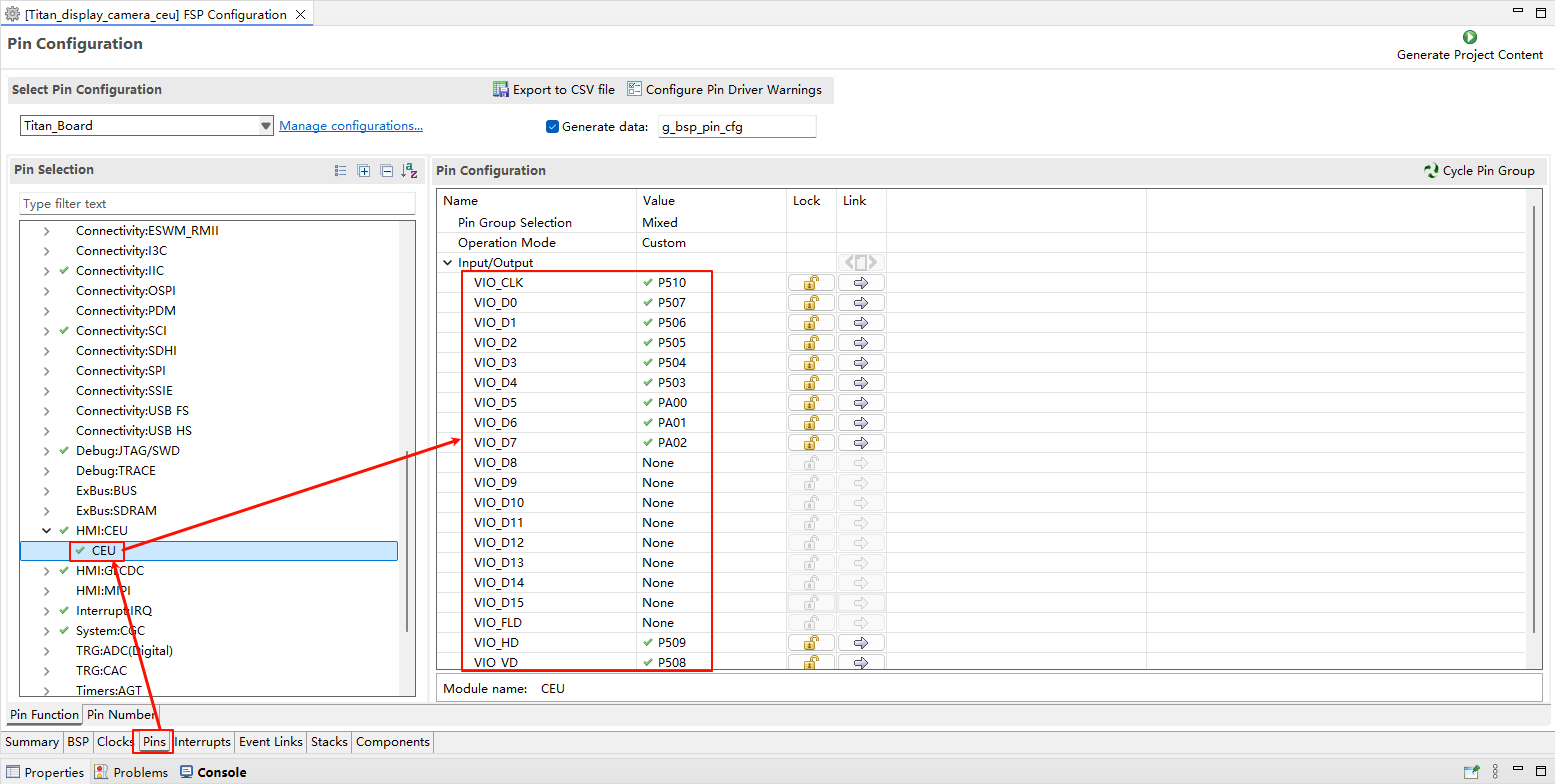 [Titan_display_camera_ceu] FSP Configuration
Pin Configuration
Generate Project Content
Select Pin Configuration
Export to CSV file
Configure Pin Driver Warnings
Titan_Board
Manage configurations...
Generate data:
g_bsp_pin_cfg
Pin Selection
Type filter text
Connectivity:ESWM_RMII
Connectivity:I3C
Connectivity:IIC
Connectivity:OSPI
Connectivity:PDM
Connectivity:SCI
Connectivity:SDHI
Connectivity:SPI
Connectivity:SSIE
Connectivity:USB FS
Connectivity:USB HS
Debug:JTAG/SWD
Debug:TRACE
ExBus:BUS
ExBus:SDRAM
HMI:CEU
CEU
HMI:GLCDC
HMI:MIPI
Interrupt:IRQ
System:CGC
TRG:ADC(Digital)
TRG:CAC
Timers:AGT
Pin Configuration
Cycle Pin Group
Name Value Lock Link
Pin Group Selection Mixed
Operation Mode Custom
Input/Output
VIO_CLK P510
VIO_D0 P507
VIO_D1 P506
VIO_D2 P505
VIO_D3 P504
VIO_D4 P503
VIO_D5 PA00
VIO_D6 PA01
VIO_D7 PA02
VIO_D8 None
VIO_D9 None
VIO_D10 None
VIO_D11 None
VIO_D12 None
VIO_D13 None
VIO_D14 None
VIO_D15 None
VIO_FLD None
VIO_HD P509
VIO_VD P508
Module name: CEU
Pin Function Pin Number
Summary BSP Clocks Pins Interrupts Event Links Stacks Components
Properties Problems Console